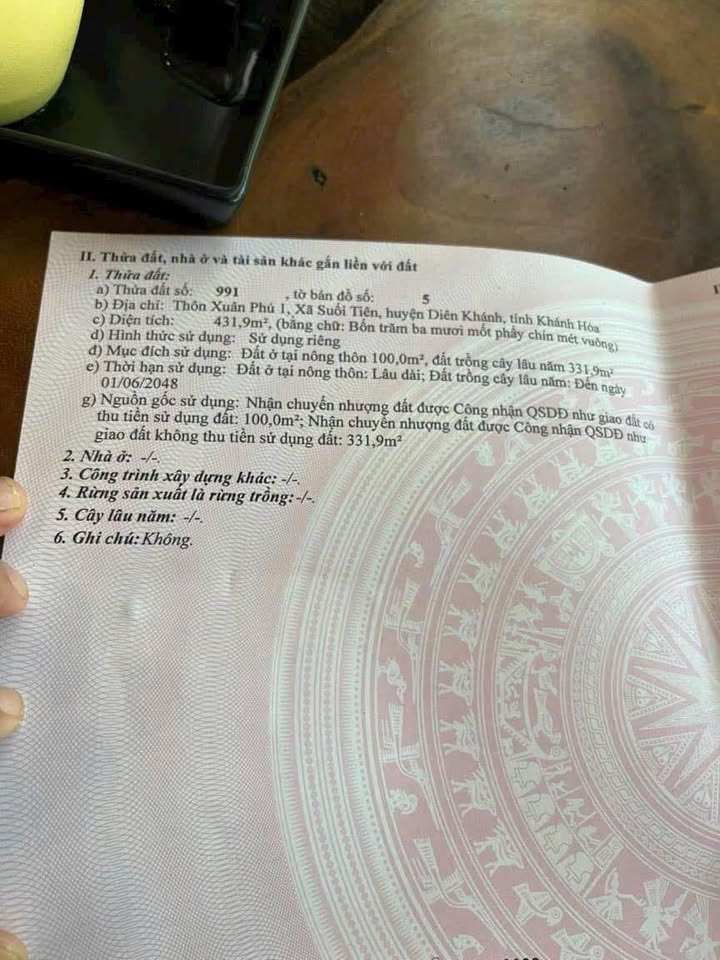 II. Thửa đất, nhà ở và tài sản khác gắn liền với đất
1. Thửa đất:
a) Thửa đất số: 991 , tờ bản đồ số: 5
b) Địa chỉ: Thôn Xuân Phú 1, Xã Suối Tiên, huyện Diên Khánh, tỉnh Khánh Hòa
c) Diện tích: 431,9m², (bằng chữ: Bốn trăm ba mươi mốt phẩy chín mét vuông)
d) Hình thức sử dụng: Sử dụng riêng
đ) Mục đích sử dụng: Đất ở tại nông thôn 100,0m², đất trồng cây lâu năm 331,9m²
e) Thời hạn sử dụng: Đất ở tại nông thôn: Lâu dài; Đất trồng cây lâu năm: Đến ngày
01/06/2048
g) Nguồn gốc sử dụng: Nhận chuyển nhượng đất được Công nhận QSDĐ như giao đất có
thu tiền sử dụng đất: 100,0m²; Nhận chuyển nhượng đất được Công nhận QSDĐ như
giao đất không thu tiền sử dụng đất: 331,9m²
2. Nhà ở: -/-.
3. Công trình xây dựng khác: -/-.
4. Rừng sản xuất là rừng trồng: -/-.
5. Cây lâu năm: -/-.
6. Ghi chú: Không.